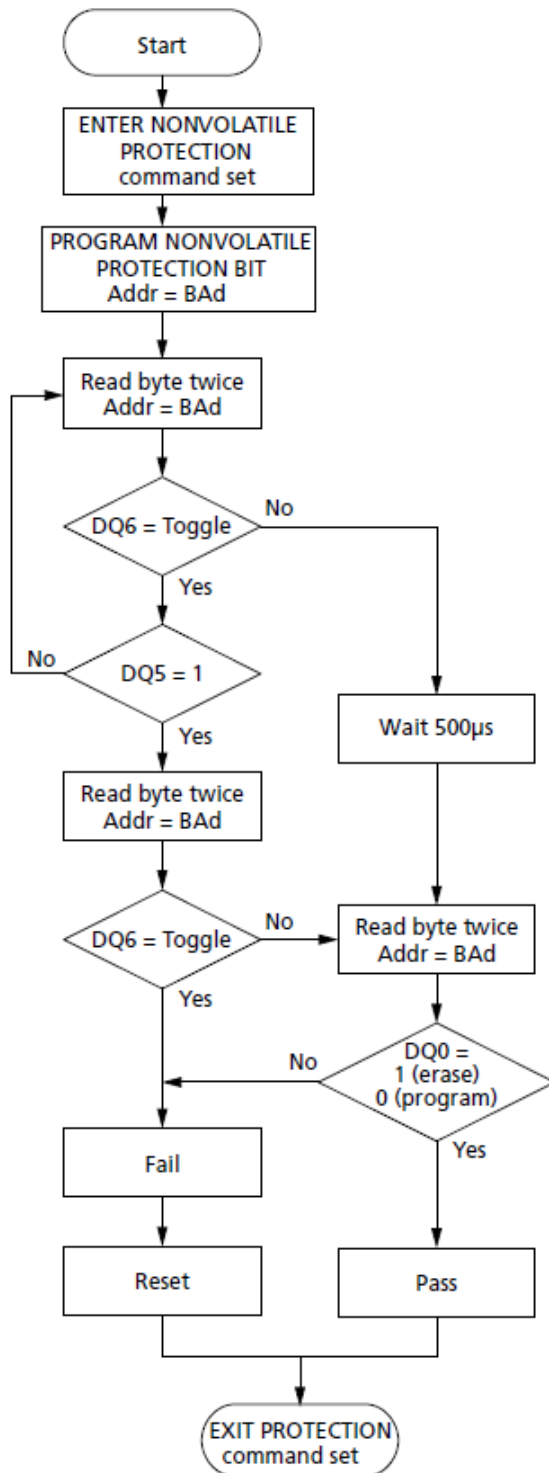 Start
ENTER NONVOLATILE
PROTECTION
command set
PROGRAM NONVOLATILE
PROTECTION BIT
Addr = BAd
Read byte twice
Addr = BAd
DQ6 = Toggle
No
Yes
DQ5 = 1
No
Yes
Wait 500µs
Read byte twice
Addr = BAd
DQ6 = Toggle
No
Yes
Read byte twice
Addr = BAd
DQ0 =
1 (erase)
0 (program)
No
Yes
Fail
Reset
Pass
EXIT PROTECTION
command set